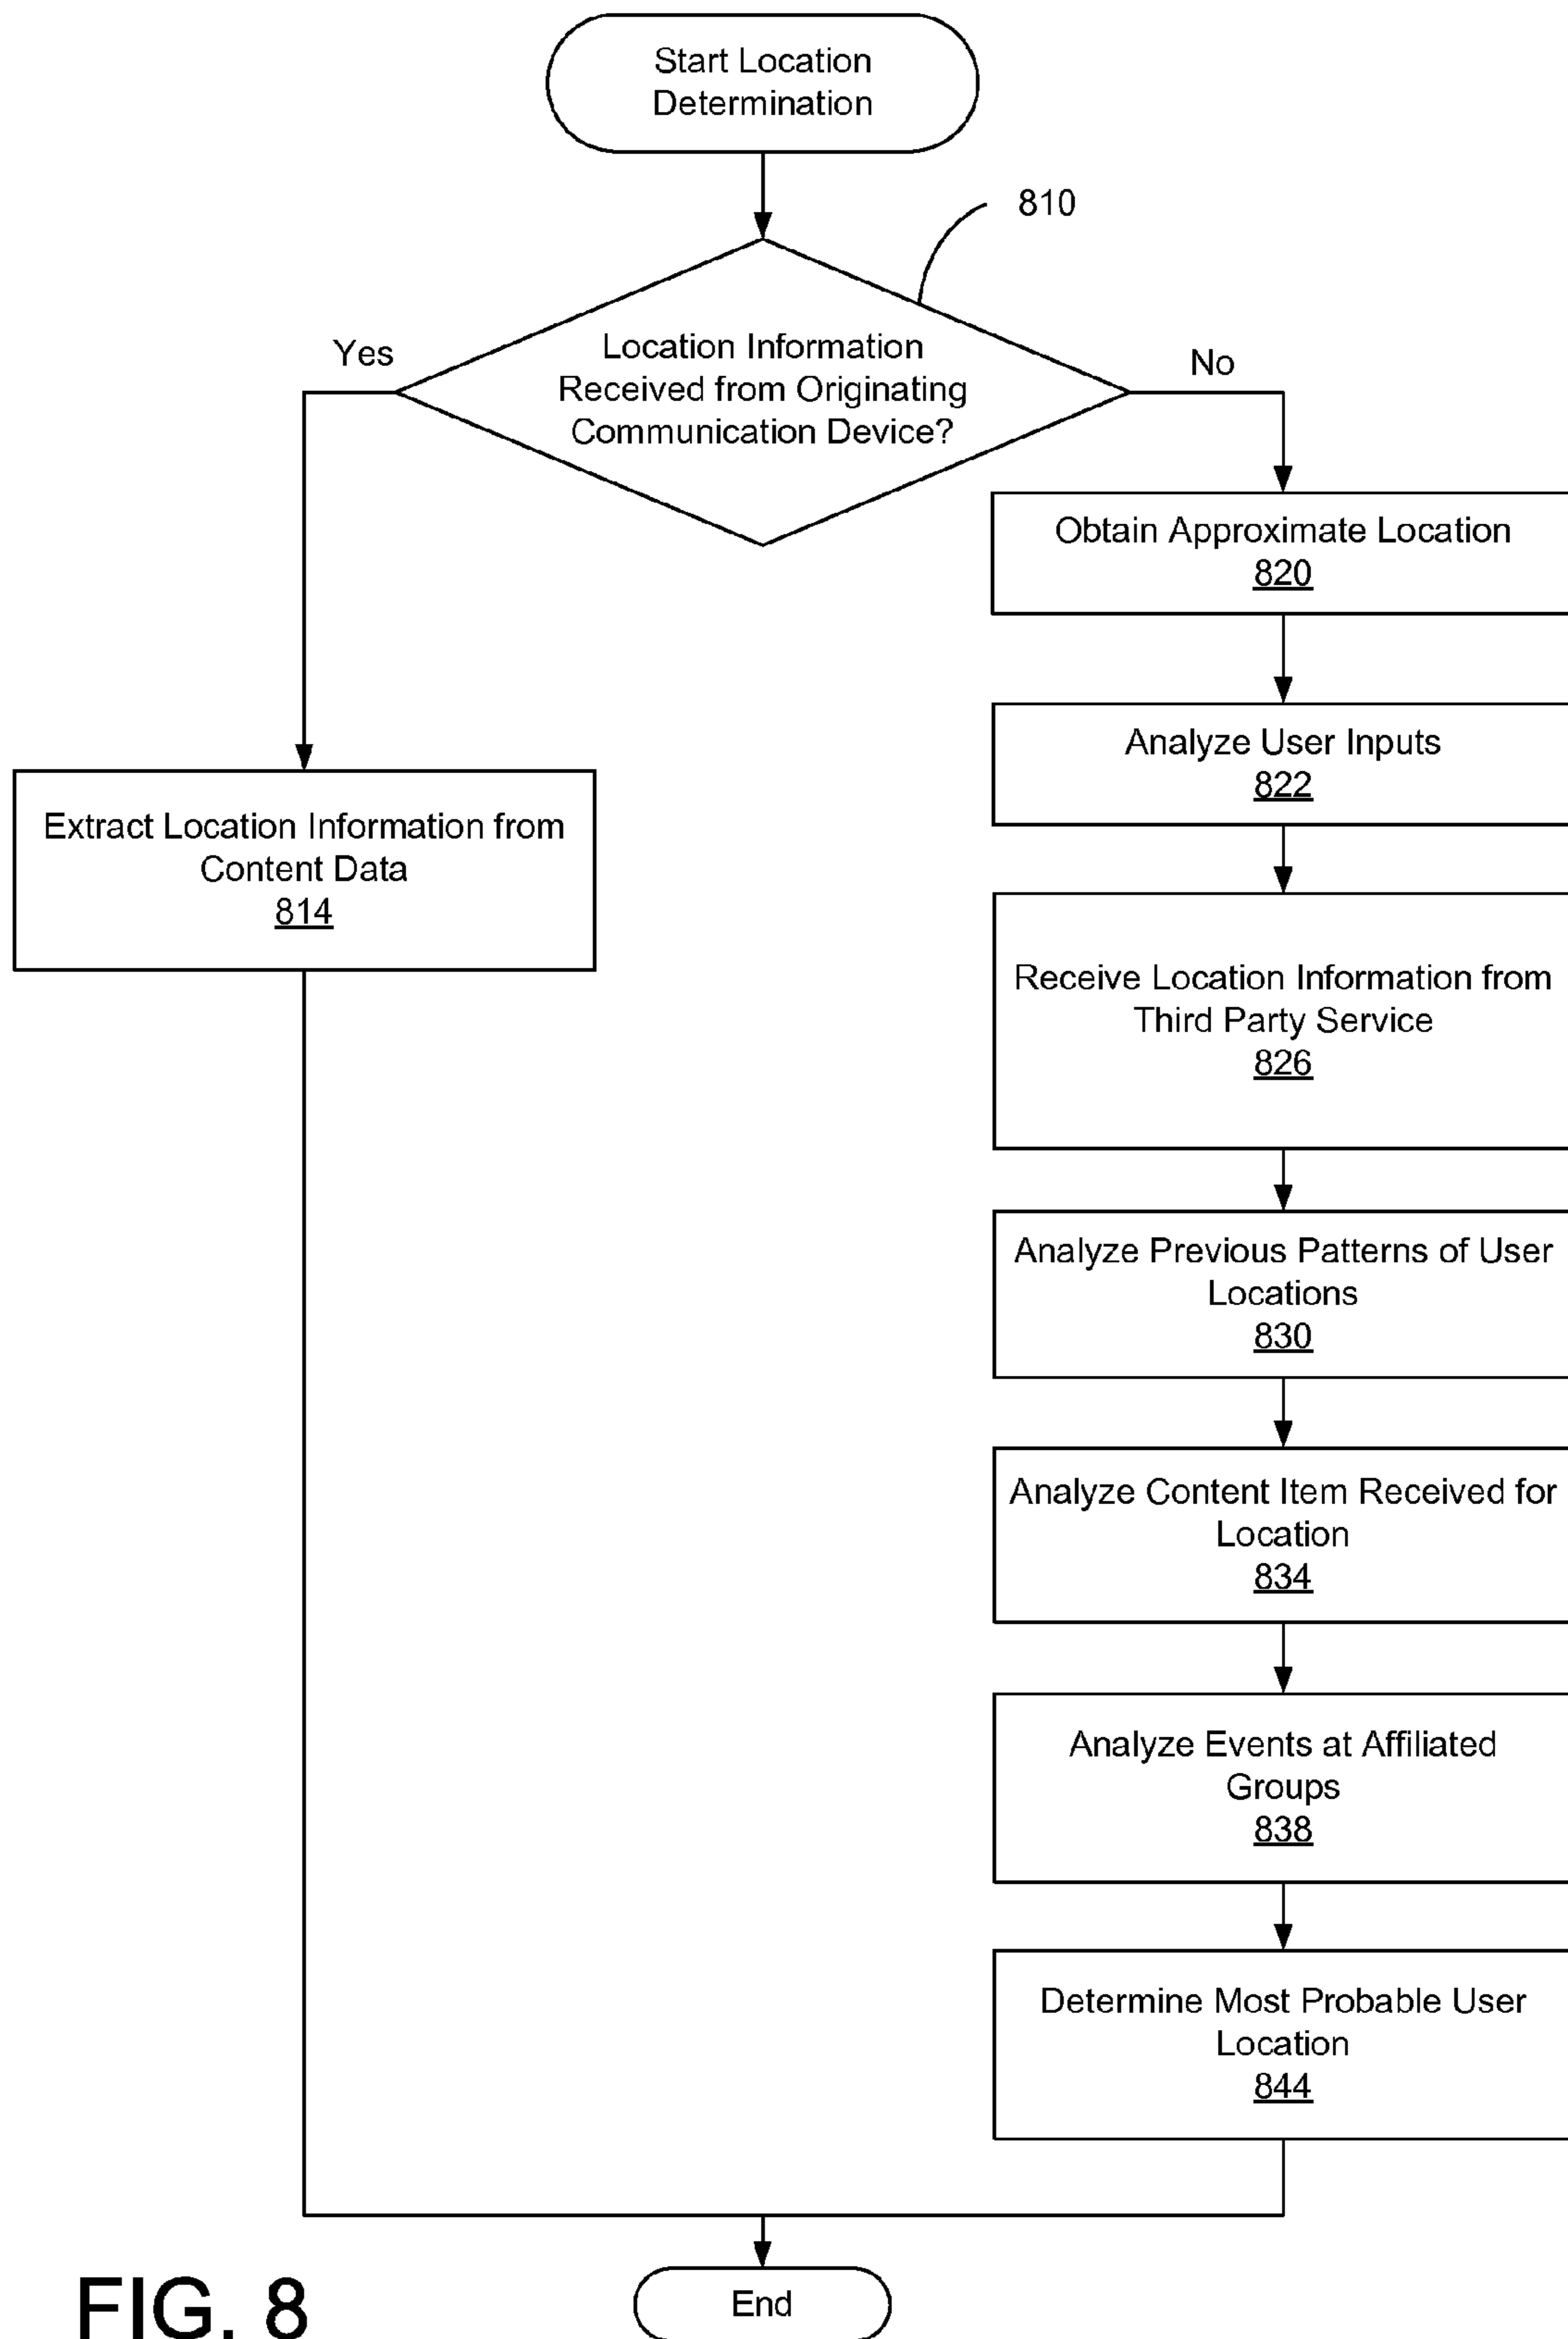 Start Location
Determination
810
Yes
Location Information
Received from Originating
Communication Device?
No
Obtain Approximate Location
820
Analyze User Inputs
822
Extract Location Information from
Content Data
814
Receive Location Information from
Third Party Service
826
Analyze Previous Patterns of User
Locations
830
Analyze Content Item Received for
Location
834
Analyze Events at Affiliated
Groups
838
Determine Most Probable User
Location
844
End
FIG. 8